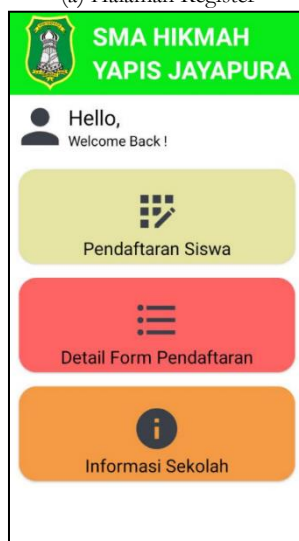 (a) Halaman Register
SMA HIKMAH
YAPIS JAYAPURA
Hello,
Welcome Back !
Pendaftaran Siswa
Detail Form Pendaftaran
Informasi Sekolah